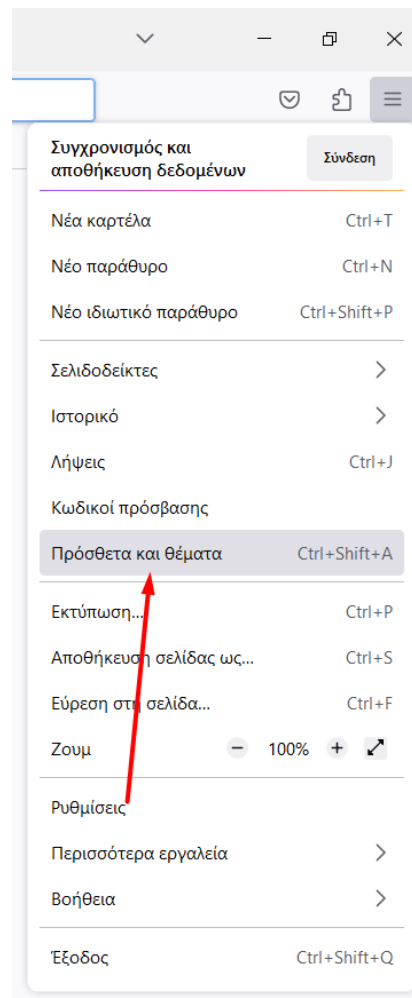 Συγχρονισμός και
αποθήκευση δεδομένων
Σύνδεση
Νέα καρτέλα Ctrl+T
Νέο παράθυρο Ctrl+N
Νέο ιδιωτικό παράθυρο Ctrl+Shift+P
Σελιδοδείκτες
Ιστορικό
Λήψεις Ctrl+J
Κωδικοί πρόσβασης
Πρόσθετα και θέματα Ctrl+Shift+A
Εκτύπωση... Ctrl+P
Αποθήκευση σελίδας ως... Ctrl+S
Εύρεση στη σελίδα... Ctrl+F
Ζουμ − 100% +
Ρυθμίσεις
Περισσότερα εργαλεία
Βοήθεια
Έξοδος Ctrl+Shift+Q